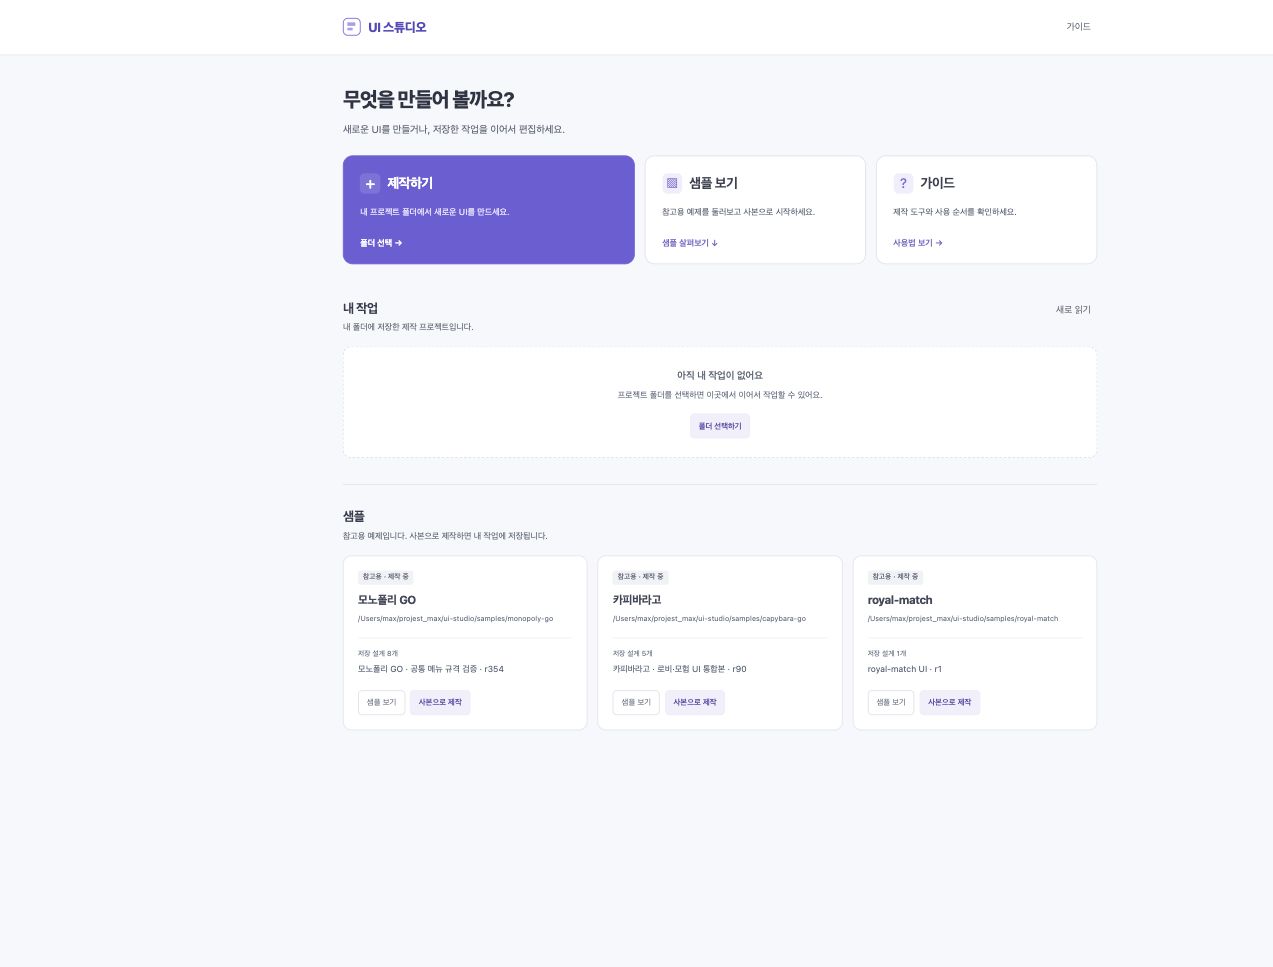 UI 스튜디오
가이드
무엇을 만들어 볼까요?
새로운 UI를 만들거나, 저장한 작업을 이어서 편집하세요.
+ 제작하기
내 프로젝트 폴더에서 새로운 UI를 만드세요.
폴더 선택 →
샘플 보기
참고용 예제를 둘러보고 사본으로 시작하세요.
샘플 살펴보기 ↓
? 가이드
제작 도구와 사용 순서를 확인하세요.
사용법 보기 →
내 작업
새로 읽기
내 폴더에 저장한 제작 프로젝트입니다.
아직 내 작업이 없어요
프로젝트 폴더를 선택하면 이곳에서 이어서 작업할 수 있어요.
폴더 선택하기
샘플
참고용 예제입니다. 사본으로 제작하면 내 작업에 저장됩니다.
참고용 · 제작 중
모노폴리 GO
/Users/max/projest_max/ui-studio/samples/monopoly-go
저장 설계 8개
모노폴리 GO · 공통 메뉴 규격 검증 · r354
샘플 보기
사본으로 제작
참고용 · 제작 중
카피바라고
/Users/max/projest_max/ui-studio/samples/capybara-go
저장 설계 5개
카피바라고 · 로비·모험 UI 통합본 · r90
샘플 보기
사본으로 제작
참고용 · 제작 중
royal-match
/Users/max/projest_max/ui-studio/samples/royal-match
저장 설계 1개
royal-match UI · r1
샘플 보기
사본으로 제작